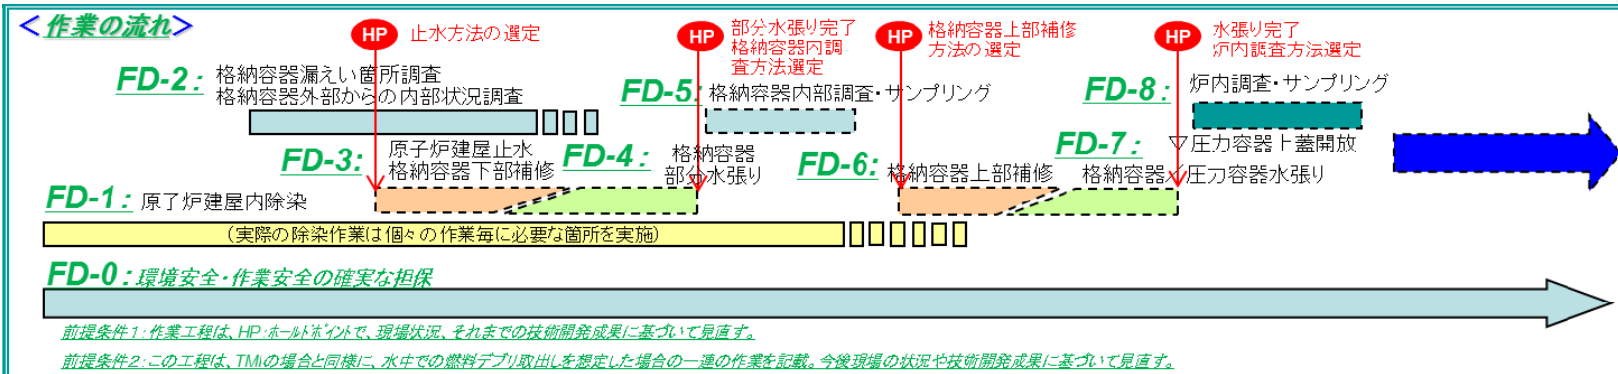 <作業の流れ>
HP 止水方法の選定
HP 部分水張り完了
格納容器内調
査方法選定
HP 格納容器上部補修
方法の選定
HP 水張り完了
炉内調査方法選定
FD-2: 格納容器漏えい箇所調査
格納容器外部からの内部状況調査
FD-5: 格納容器内部調査・サンプリング
FD-8: 炉内調査・サンプリング
FD-3: 原子炉建屋止水
格納容器下部補修
FD-4: 格納容器
部分水張り
FD-6: 格納容器上部補修
FD-7: ▽圧力容器上蓋開放
格納容器/圧力容器水張り
FD-1: 原子炉建屋内除染
(実際の除染作業は個々の作業毎に必要な箇所を実施)
FD-0:環境安全・作業安全の確実な担保
前提条件1:作業工程は、HP:ホールドポイントで、現場状況、それまでの技術開発成果に基づいて見直す。
前提条件2:この工程は、TMIの場合と同様に、水中での燃料デブリ取出しを想定した場合の一連の作業を記載。今後現場の状況や技術開発成果に基づいて見直す。